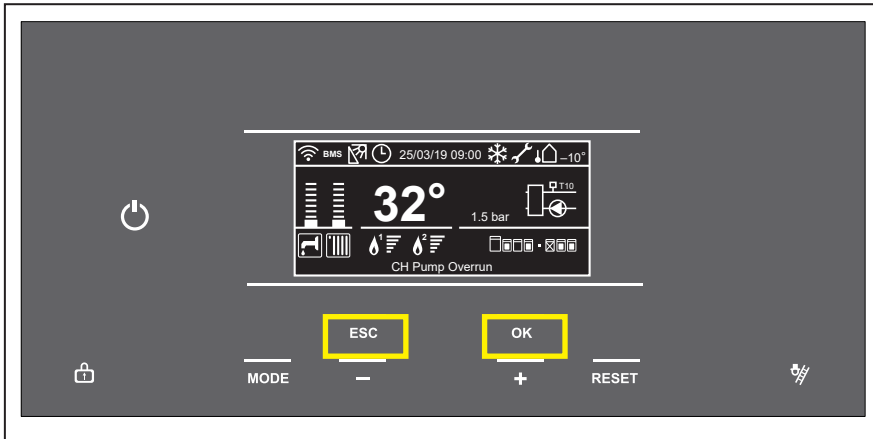 BMS 25/03/19 09:00 –10°
T10
32° 1.5 bar
1 2
CH Pump Overrun
ESC OK
MODE – + RESET